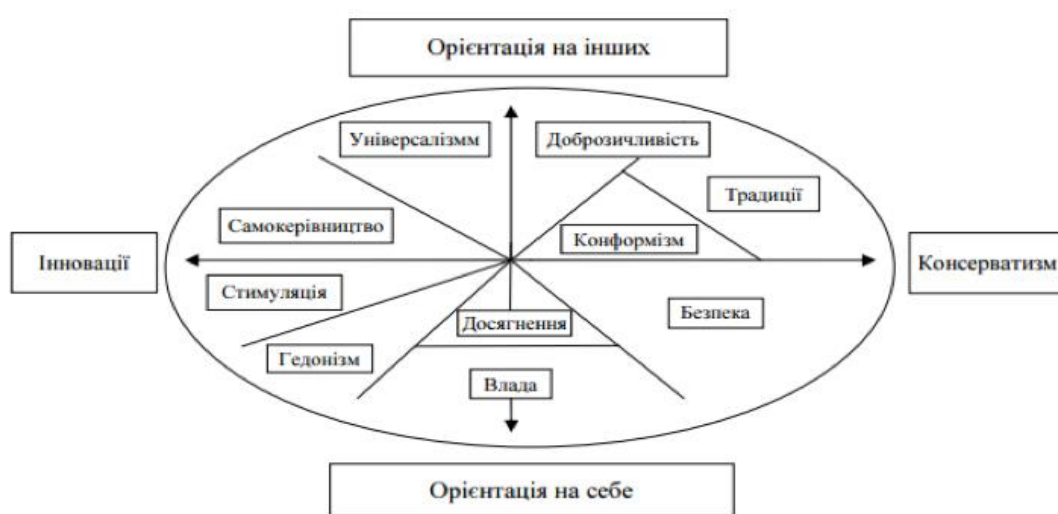 Орієнтація на інших
Універсалізмм
Доброзичливість
Традиції
Самокерівництво
Конформізм
Інновації
Консерватизм
Стимуляція
Безпека
Досягнення
Гедонізм
Влада
Орієнтація на себе